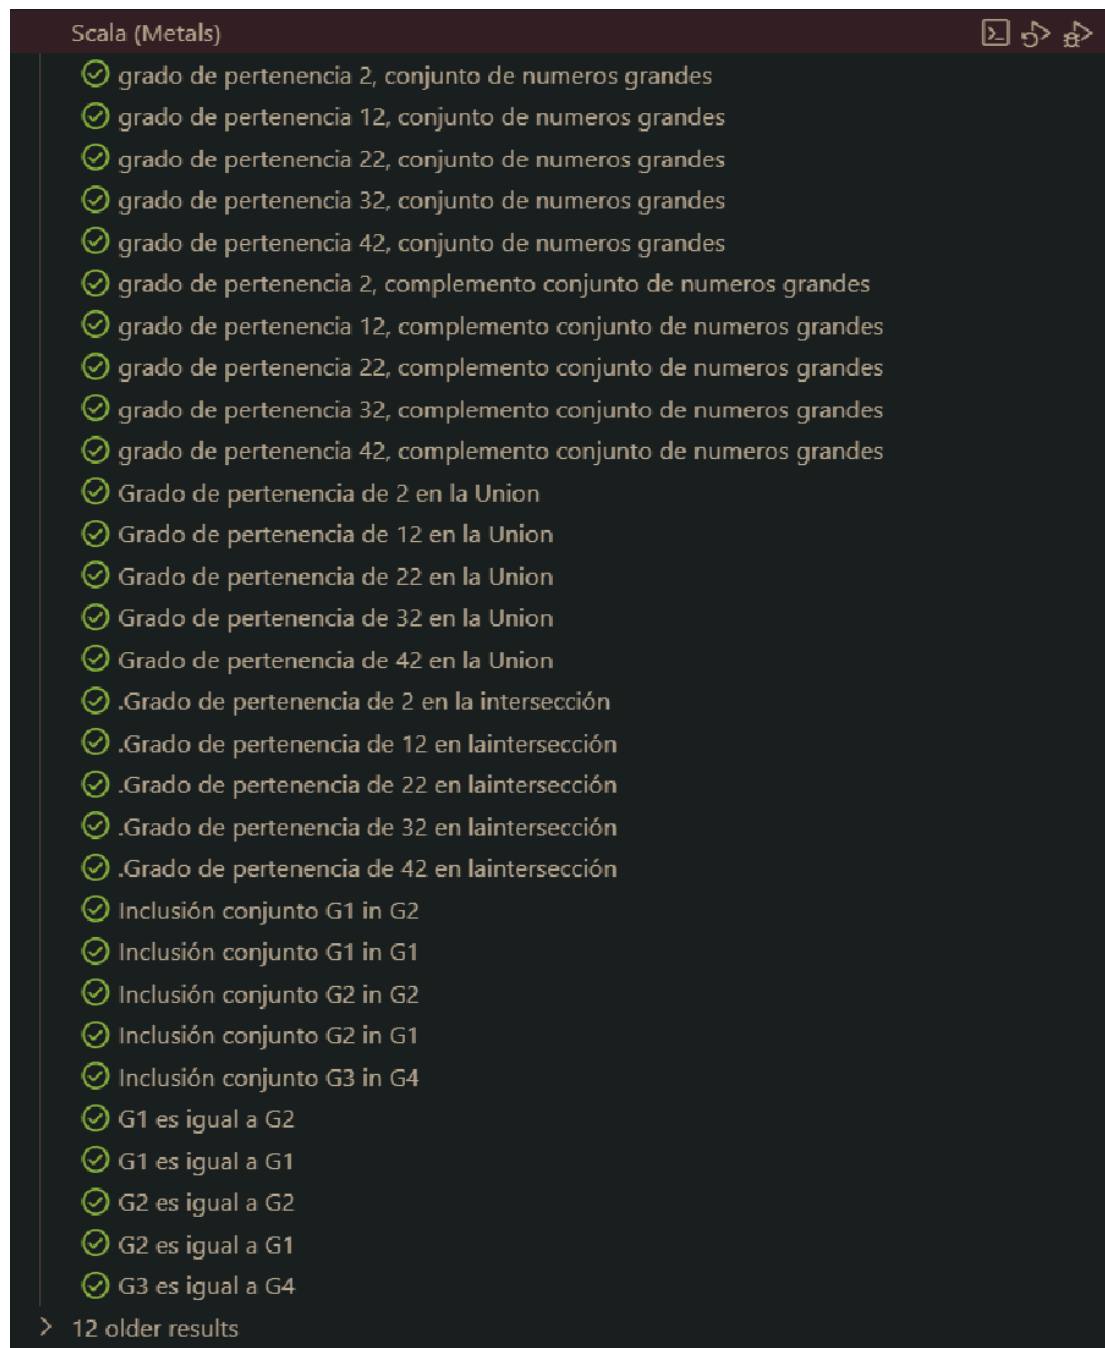 Scala (Metals)
grado de pertenencia 2, conjunto de numeros grandes
grado de pertenencia 12, conjunto de numeros grandes
grado de pertenencia 22, conjunto de numeros grandes
grado de pertenencia 32, conjunto de numeros grandes
grado de pertenencia 42, conjunto de numeros grandes
grado de pertenencia 2, complemento conjunto de numeros grandes
grado de pertenencia 12, complemento conjunto de numeros grandes
grado de pertenencia 22, complemento conjunto de numeros grandes
grado de pertenencia 32, complemento conjunto de numeros grandes
grado de pertenencia 42, complemento conjunto de numeros grandes
Grado de pertenencia de 2 en la Union
Grado de pertenencia de 12 en la Union
Grado de pertenencia de 22 en la Union
Grado de pertenencia de 32 en la Union
Grado de pertenencia de 42 en la Union
.Grado de pertenencia de 2 en la intersección
.Grado de pertenencia de 12 en laintersección
.Grado de pertenencia de 22 en laintersección
.Grado de pertenencia de 32 en laintersección
.Grado de pertenencia de 42 en laintersección
Inclusión conjunto G1 in G2
Inclusión conjunto G1 in G1
Inclusión conjunto G2 in G2
Inclusión conjunto G2 in G1
Inclusión conjunto G3 in G4
G1 es igual a G2
G1 es igual a G1
G2 es igual a G2
G2 es igual a G1
G3 es igual a G4
12 older results